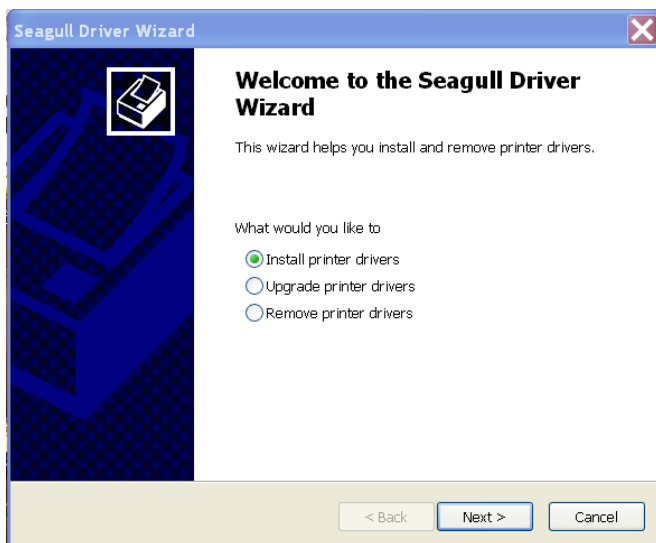 Seagull Driver Wizard
Welcome to the Seagull Driver
Wizard
This wizard helps you install and remove printer drivers.
What would you like to
Install printer drivers
Upgrade printer drivers
Remove printer drivers
< Back
Next >
Cancel